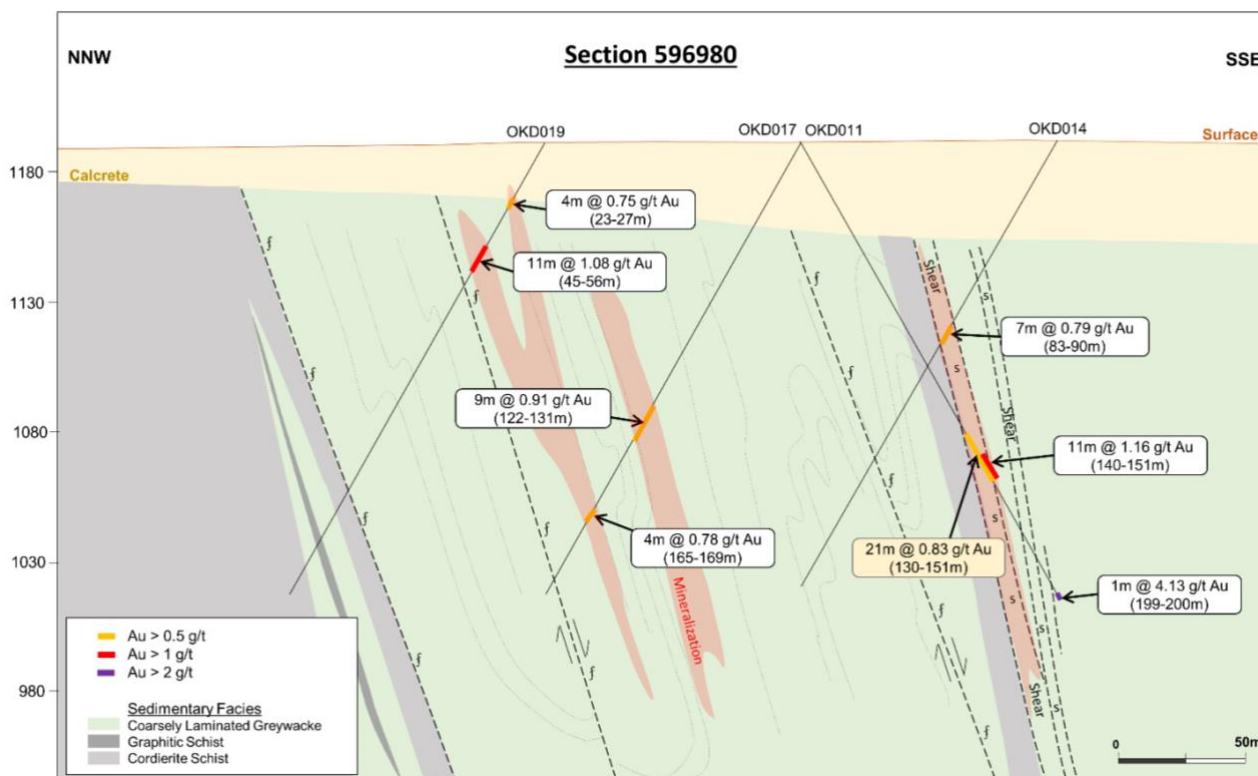 Section 596980
NNW
SSE
OKD019
OKD017
OKD011
OKD014
Surface
1180
Calcrete
4m @ 0.75 g/t Au
(23-27m)
11m @ 1.08 g/t Au
(45-56m)
Shear
s
1130
7m @ 0.79 g/t Au
(83-90m)
s
9m @ 0.91 g/t Au
(122-131m)
Shear
s
1080
11m @ 1.16 g/t Au
(140-151m)
s
4m @ 0.78 g/t Au
(165-169m)
21m @ 0.83 g/t Au
(130-151m)
1030
1m @ 4.13 g/t Au
(199-200m)
s
s
Mineralization
Shear
s
980
Au > 0.5 g/t
Au > 1 g/t
Au > 2 g/t
Sedimentary Facies
Coarsely Laminated Greywacke
Graphitic Schist
Cordierite Schist
0
50m